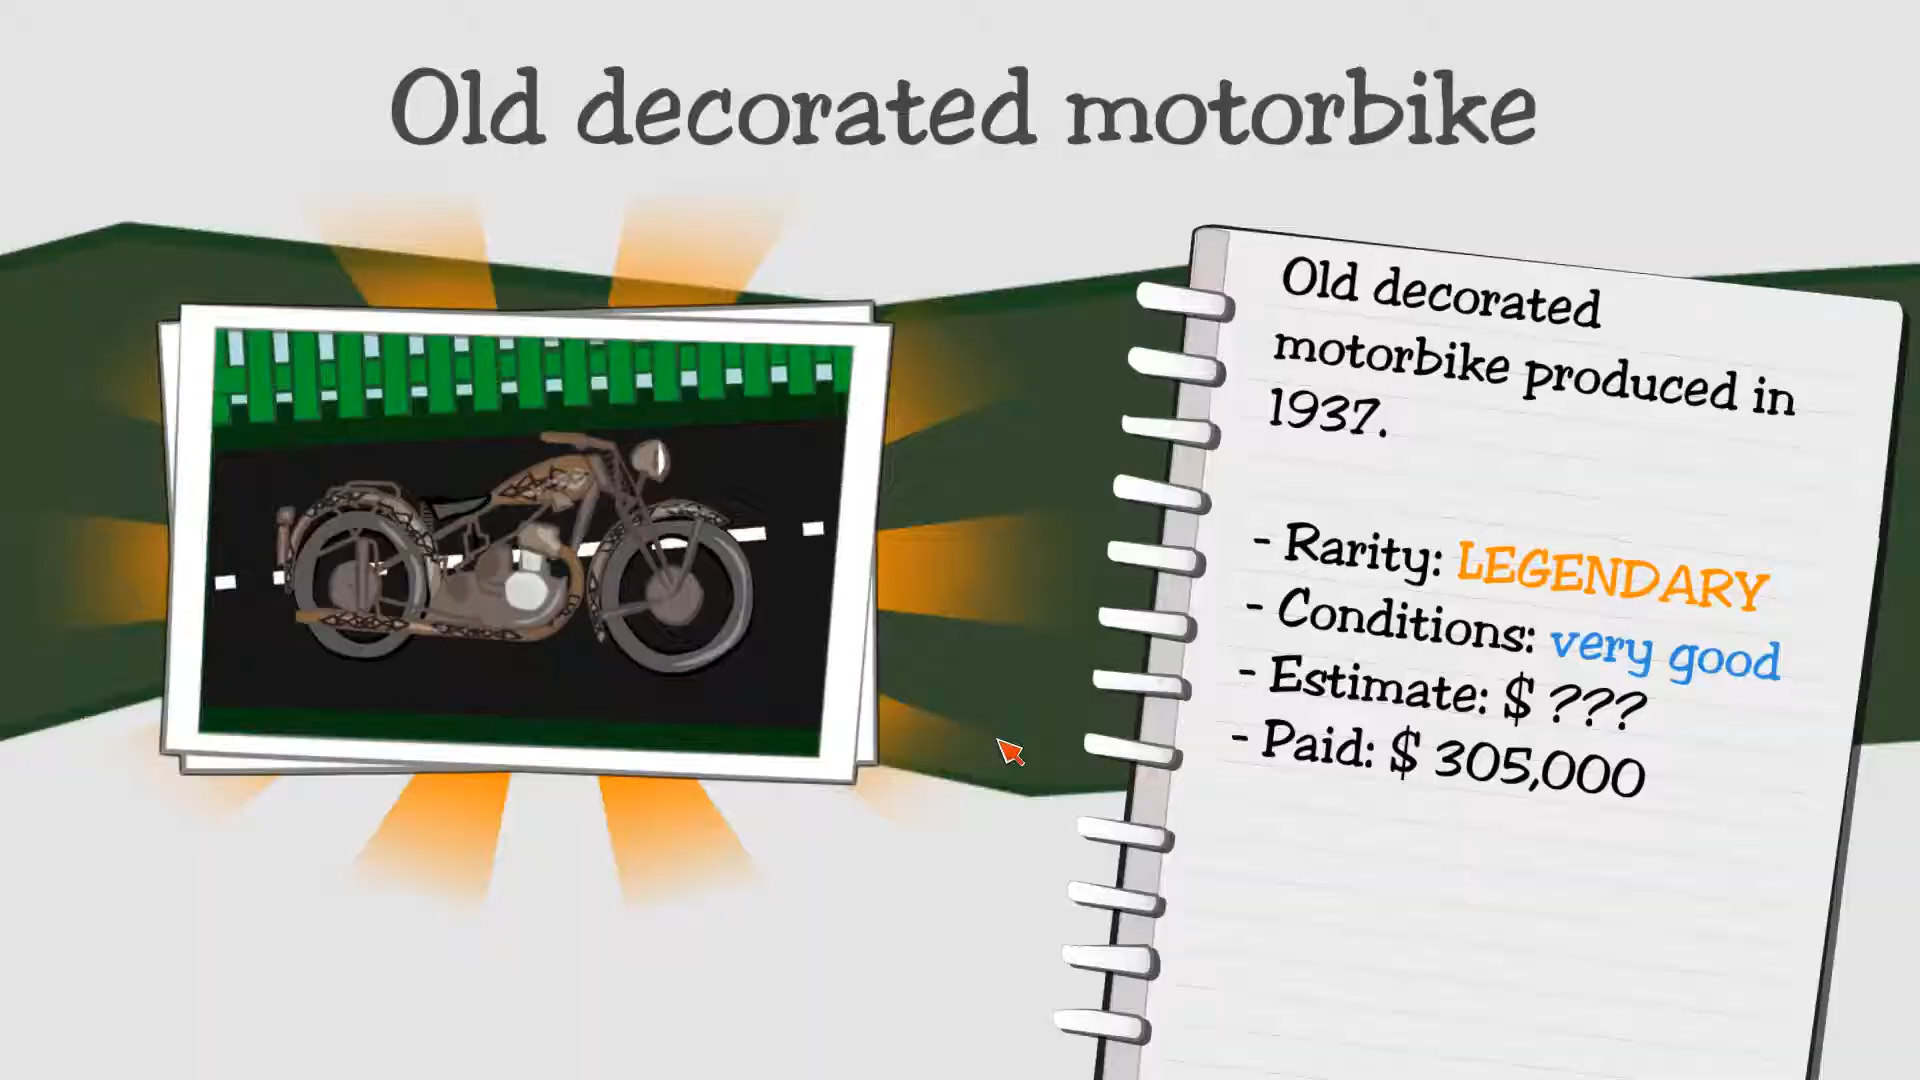 Old decorated motorbike
Old decorated
motorbike produced in
1937.
- Rarity: LEGENDARY
- Conditions: very good
- Estimate: $ ???
- Paid: $ 305,000